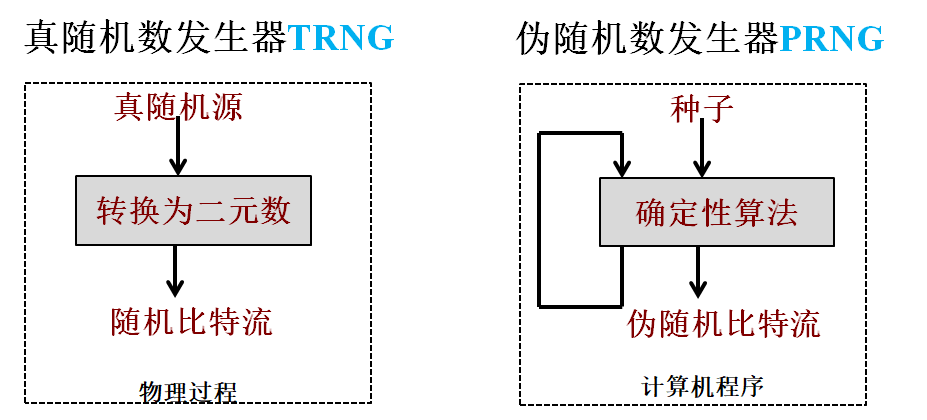 真随机数发生器TRNG
真随机源
转换为二元数
随机比特流
物理过程
伪随机数发生器PRNG
种子
确定性算法
伪随机比特流
计算机程序